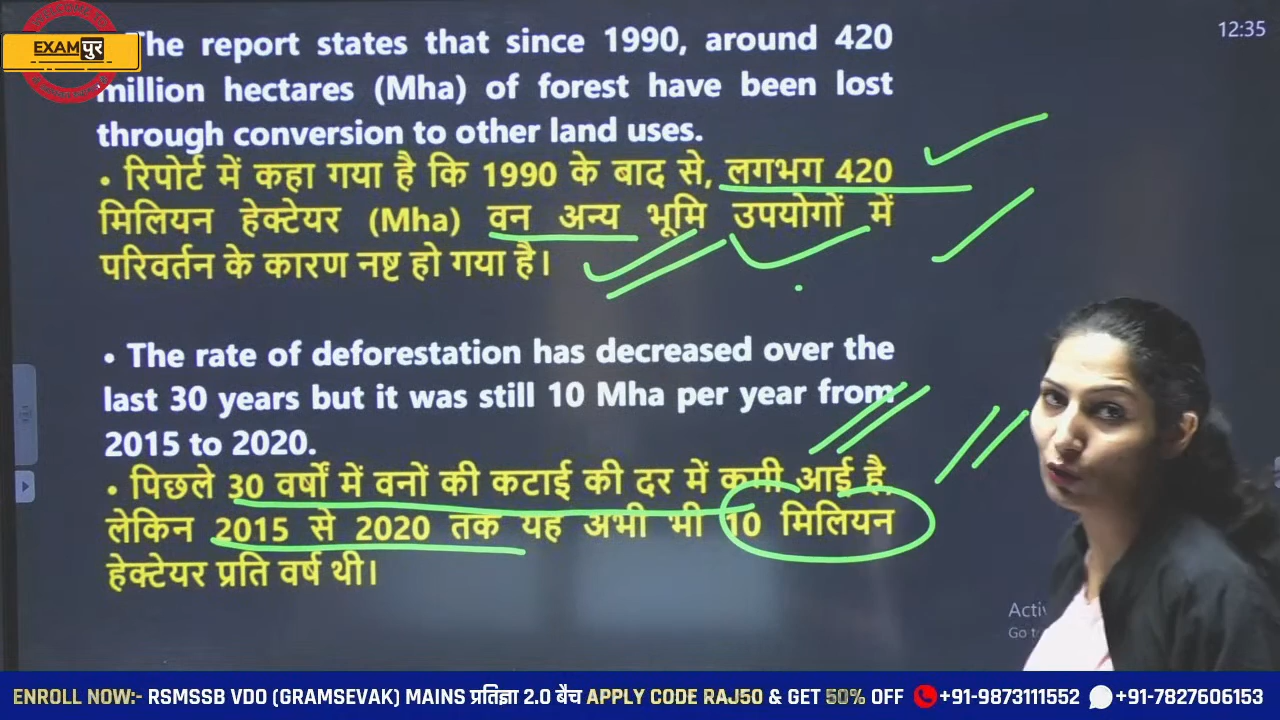 EXAMपुर
12:35
The report states that since 1990, around 420
million hectares (Mha) of forest have been lost
through conversion to other land uses.
• रिपोर्ट में कहा गया है कि 1990 के बाद से, लगभग 420
मिलियन हेक्टेयर (Mha) वन अन्य भूमि उपयोगों में
परिवर्तन के कारण नष्ट हो गया है।
• The rate of deforestation has decreased over the
last 30 years but it was still 10 Mha per year from
2015 to 2020.
• पिछले 30 वर्षों में वनों की कटाई की दर में कमी आई है,
लेकिन 2015 से 2020 तक यह अभी भी 10 मिलियन
हेक्टेयर प्रति वर्ष थी।
Go t
ENROLL NOW:- RSMSSB VDO (GRAMSEVAK) MAINS प्रतिज्ञा 2.0 बैच APPLY CODE RAJ50 & GET 50% OFF +91-9873111552 +91-7827606153